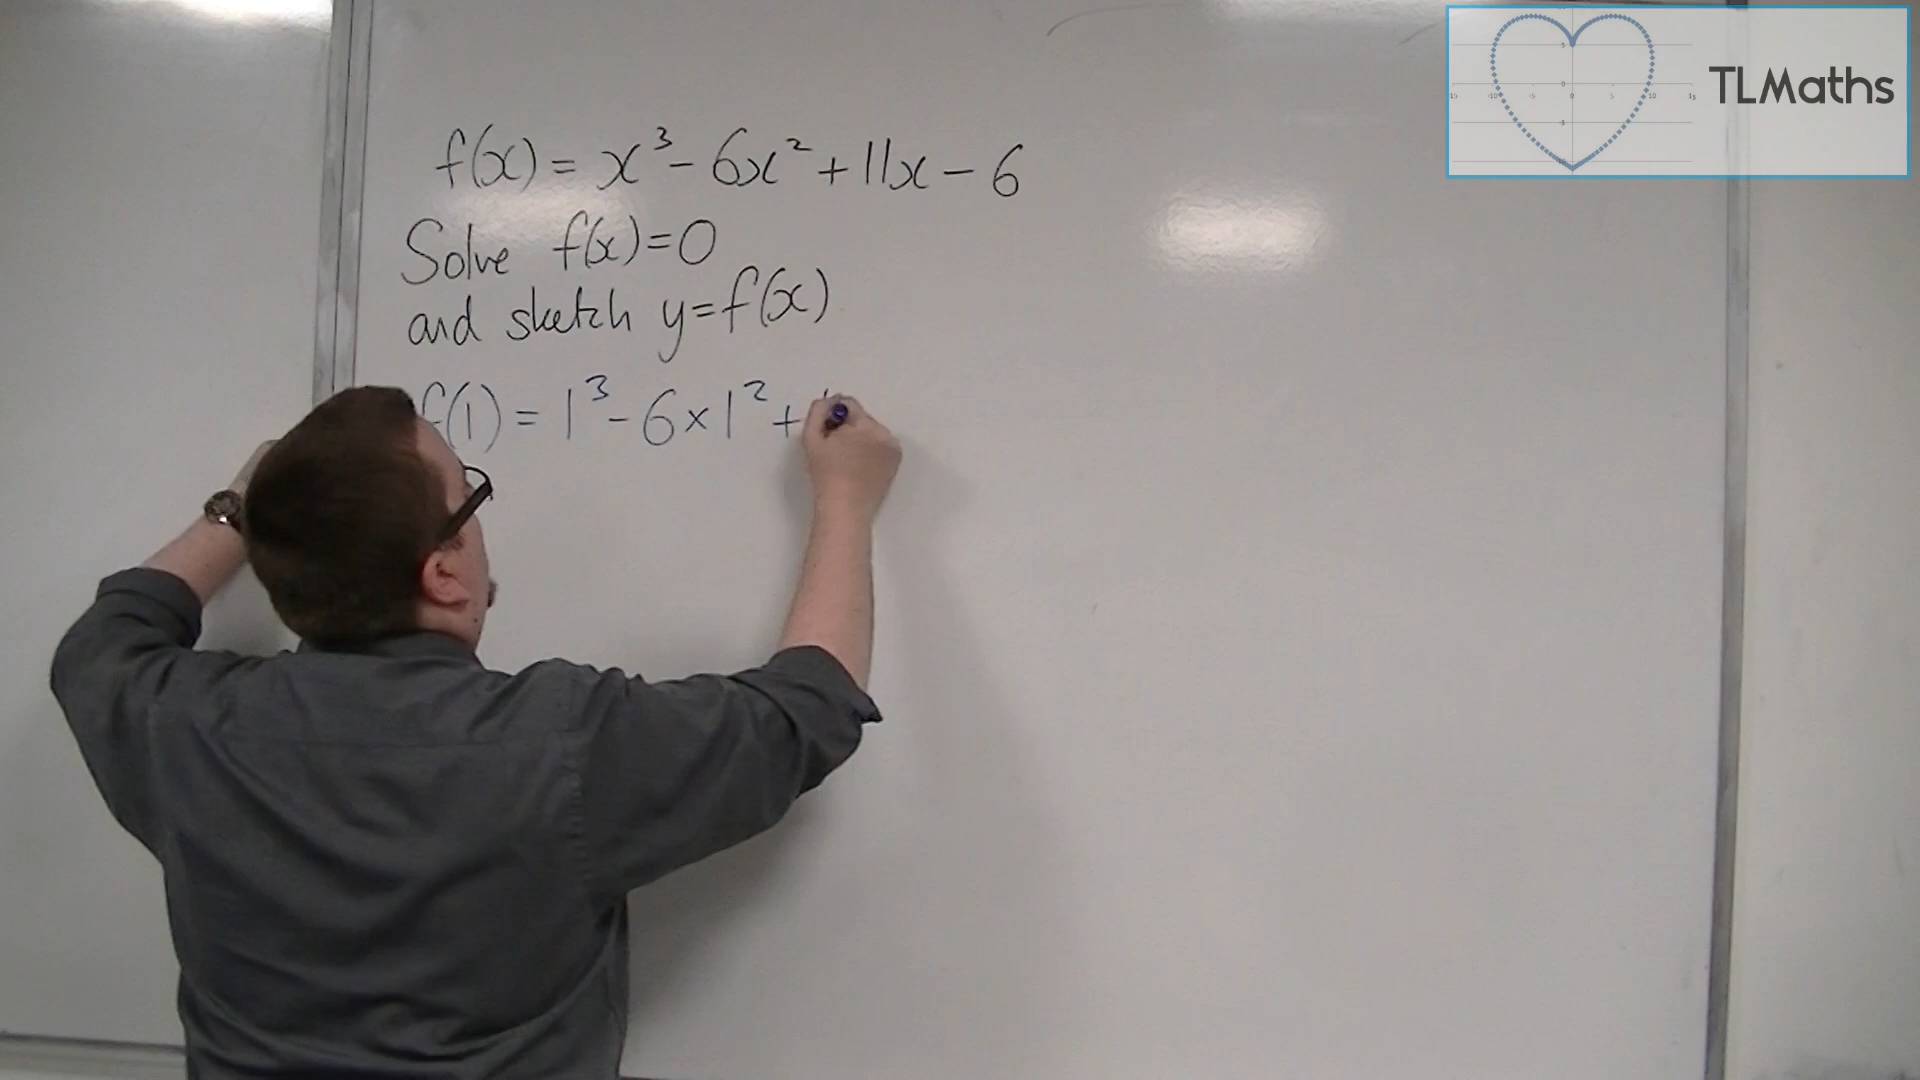 f(x) = x³ - 6x² + 11x - 6
Solve f(x) = 0
and sketch y = f(x)
f(1) = 1³ - 6 × 1² +
TLMaths